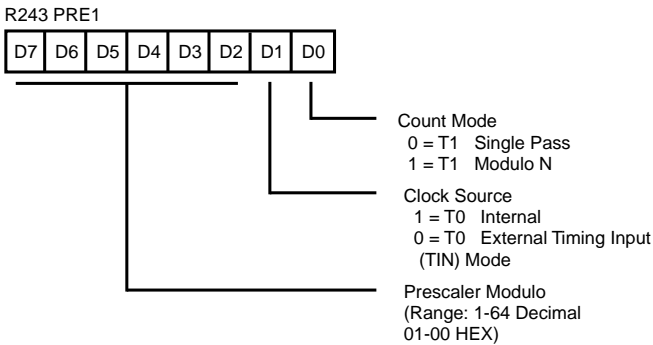 R243 PRE1
D7 D6 D5 D4 D3 D2 D1 D0
Count Mode
0 = T1 Single Pass
1 = T1 Modulo N
Clock Source
1 = T0 Internal
0 = T0 External Timing Input
(TIN) Mode
Prescaler Modulo
(Range: 1-64 Decimal
01-00 HEX)